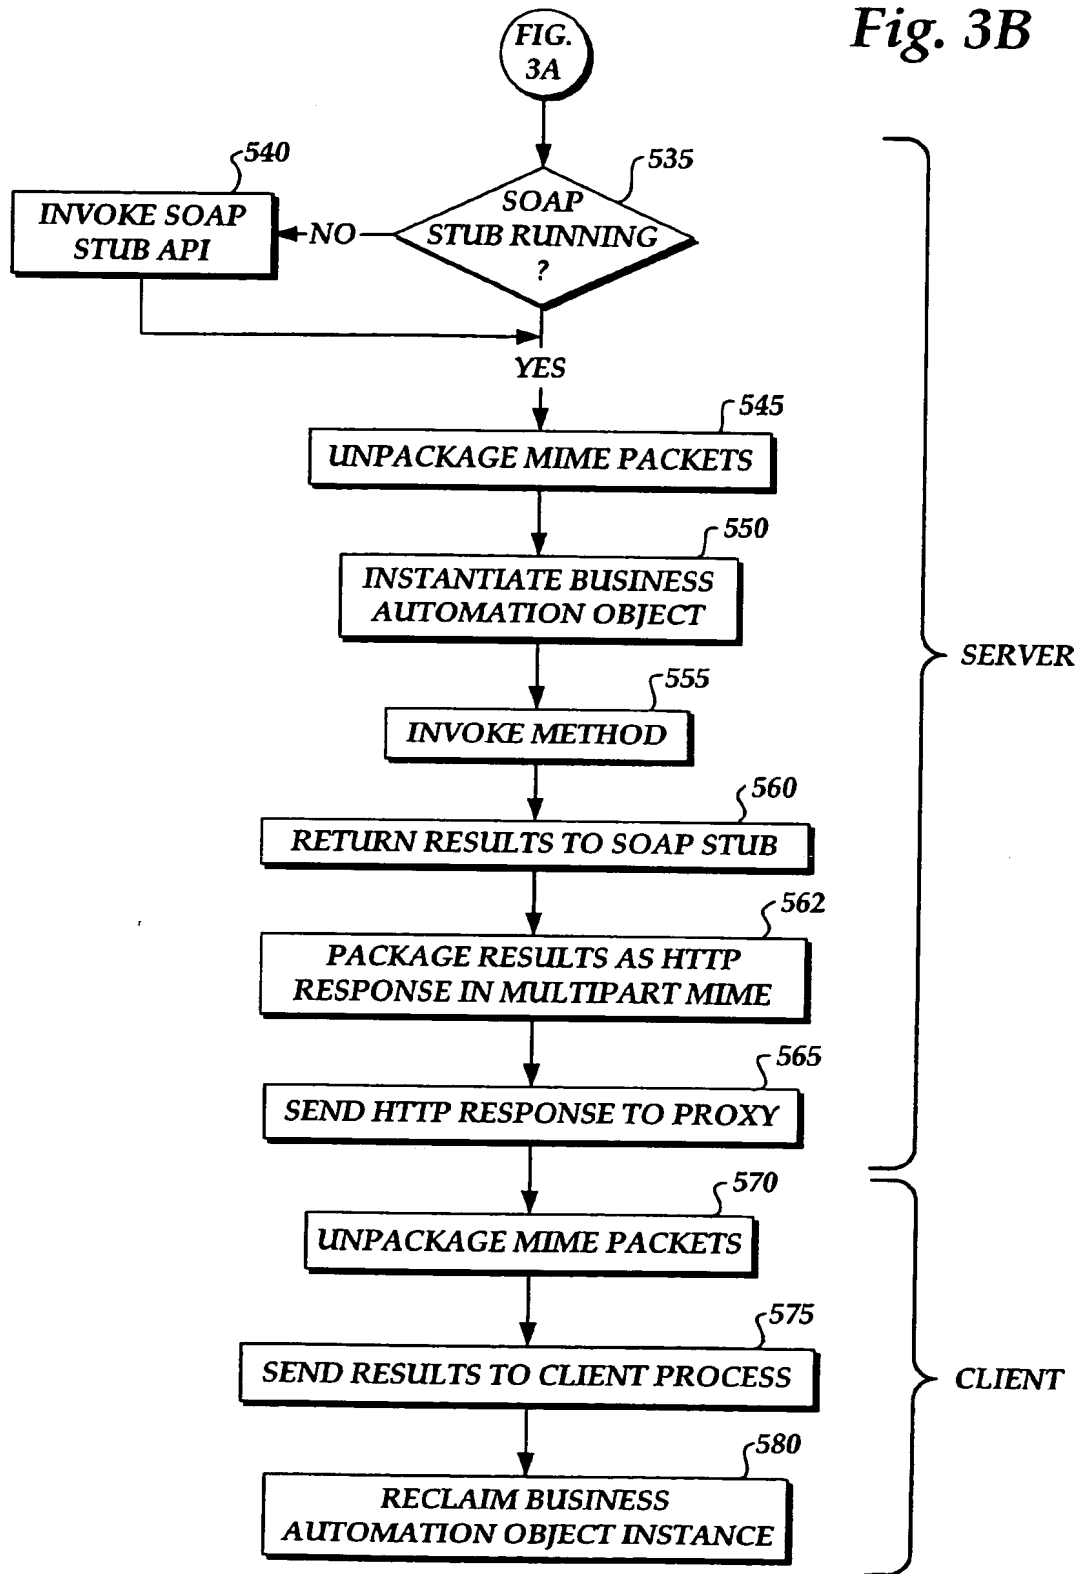 Fig. 3B
FIG.
3A
535
SOAP
STUB RUNNING
?
NO
540
INVOKE SOAP
STUB API
YES
545
UNPACKAGE MIME PACKETS
550
INSTANTIATE BUSINESS
AUTOMATION OBJECT
555
INVOKE METHOD
560
RETURN RESULTS TO SOAP STUB
562
PACKAGE RESULTS AS HTTP
RESPONSE IN MULTIPART MIME
565
SEND HTTP RESPONSE TO PROXY
SERVER
570
UNPACKAGE MIME PACKETS
575
SEND RESULTS TO CLIENT PROCESS
580
RECLAIM BUSINESS
AUTOMATION OBJECT INSTANCE
CLIENT